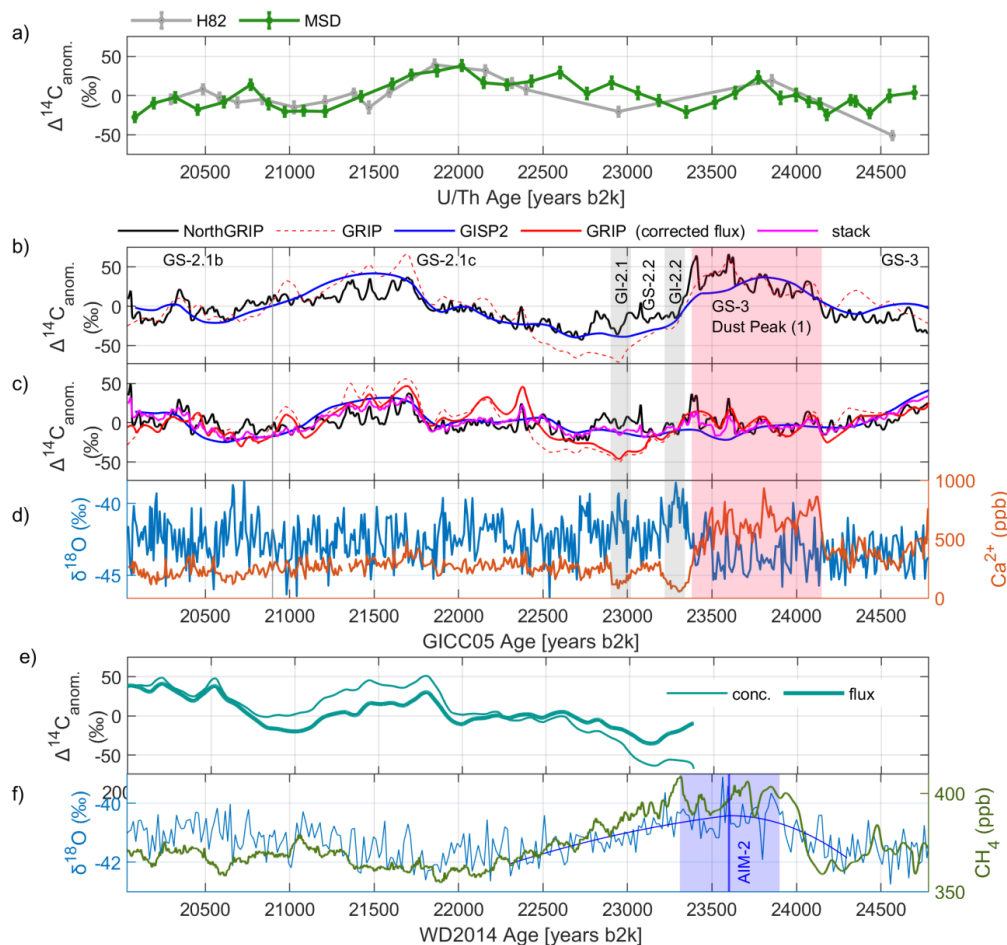 a)
H82 MSD
Δ14Canom.
(‰)
50
0
-50
20500 21000 21500 22000 22500 23000 23500 24000 24500
U/Th Age [years b2k]
NorthGRIP GRIP GISP2 GRIP (corrected flux) stack
b)
GS-2.1b GS-2.1c GI-2.1 GS-2.2 GI-2.2 GS-3
GS-3
Dust Peak (1)
Δ14Canom.
(‰)
50
0
-50
c)
Δ14Canom.
(‰)
50
0
-50
d)
δ18O (‰)
-40
-45
1000
500
0
Ca2+ (ppb)
20500 21000 21500 22000 22500 23000 23500 24000 24500
GICC05 Age [years b2k]
e)
conc. flux
Δ14Canom.
(‰)
50
0
-50
f)
200
δ18O (‰)
-40
-42
AIM-2
400
350
CH4 (ppb)
20500 21000 21500 22000 22500 23000 23500 24000 24500
WD2014 Age [years b2k]